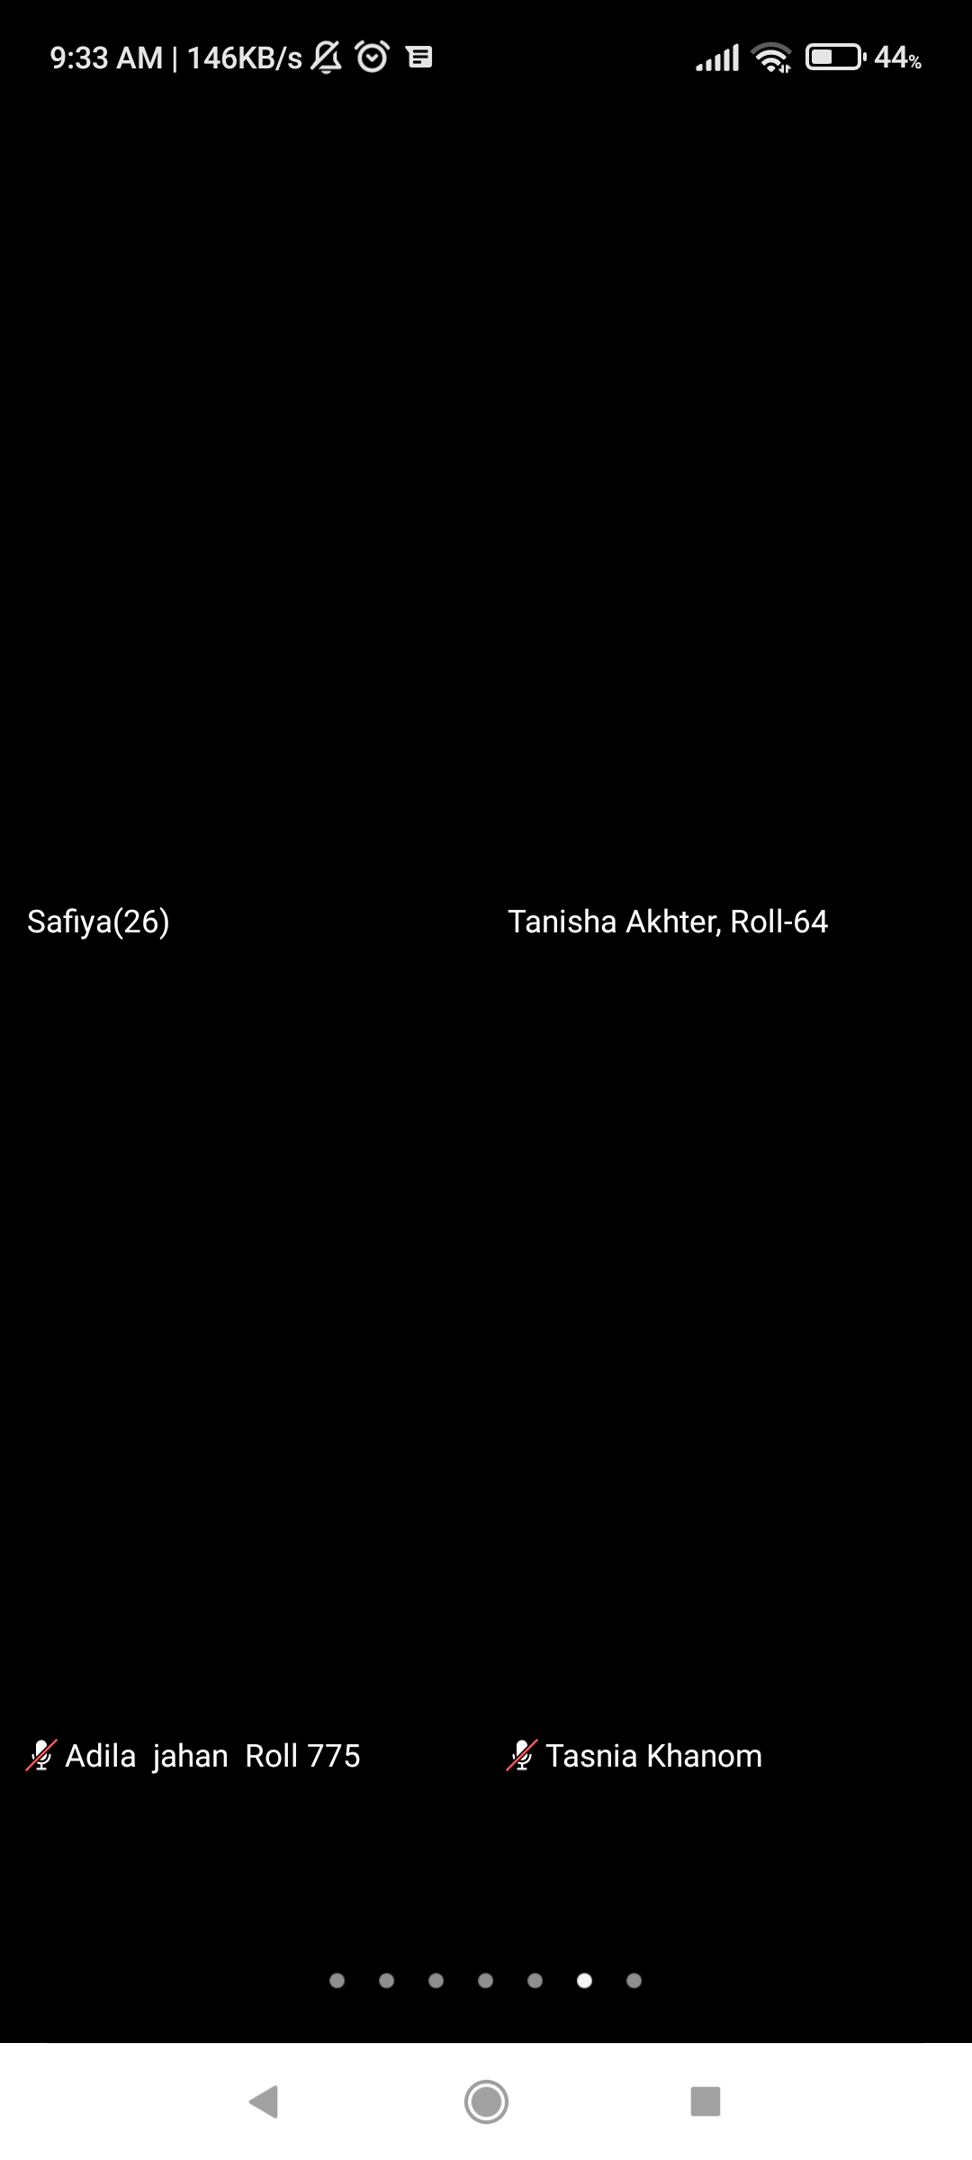 9:33 AM | 146KB/s 44%
Safiya(26) Tanisha Akhter, Roll-64
Adila jahan Roll 775 Tasnia Khanom